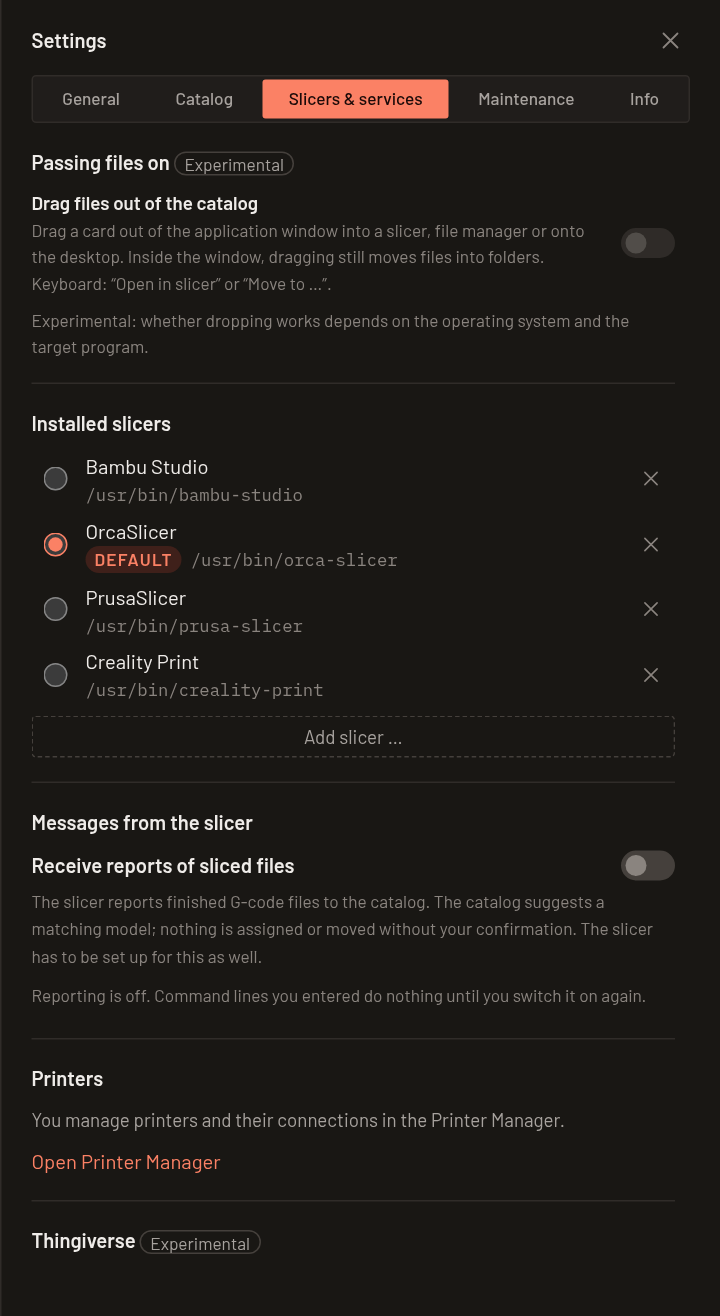 Settings
General Catalog Slicers & services Maintenance Info
Passing files on Experimental
Drag files out of the catalog
Drag a card out of the application window into a slicer, file manager or onto
the desktop. Inside the window, dragging still moves files into folders.
Keyboard: “Open in slicer” or “Move to …”.
Experimental: whether dropping works depends on the operating system and the
target program.
Installed slicers
Bambu Studio
/usr/bin/bambu-studio
OrcaSlicer
DEFAULT /usr/bin/orca-slicer
PrusaSlicer
/usr/bin/prusa-slicer
Creality Print
/usr/bin/creality-print
Add slicer …
Messages from the slicer
Receive reports of sliced files
The slicer reports finished G-code files to the catalog. The catalog suggests a
matching model; nothing is assigned or moved without your confirmation. The slicer
has to be set up for this as well.
Reporting is off. Command lines you entered do nothing until you switch it on again.
Printers
You manage printers and their connections in the Printer Manager.
Open Printer Manager
Thingiverse Experimental